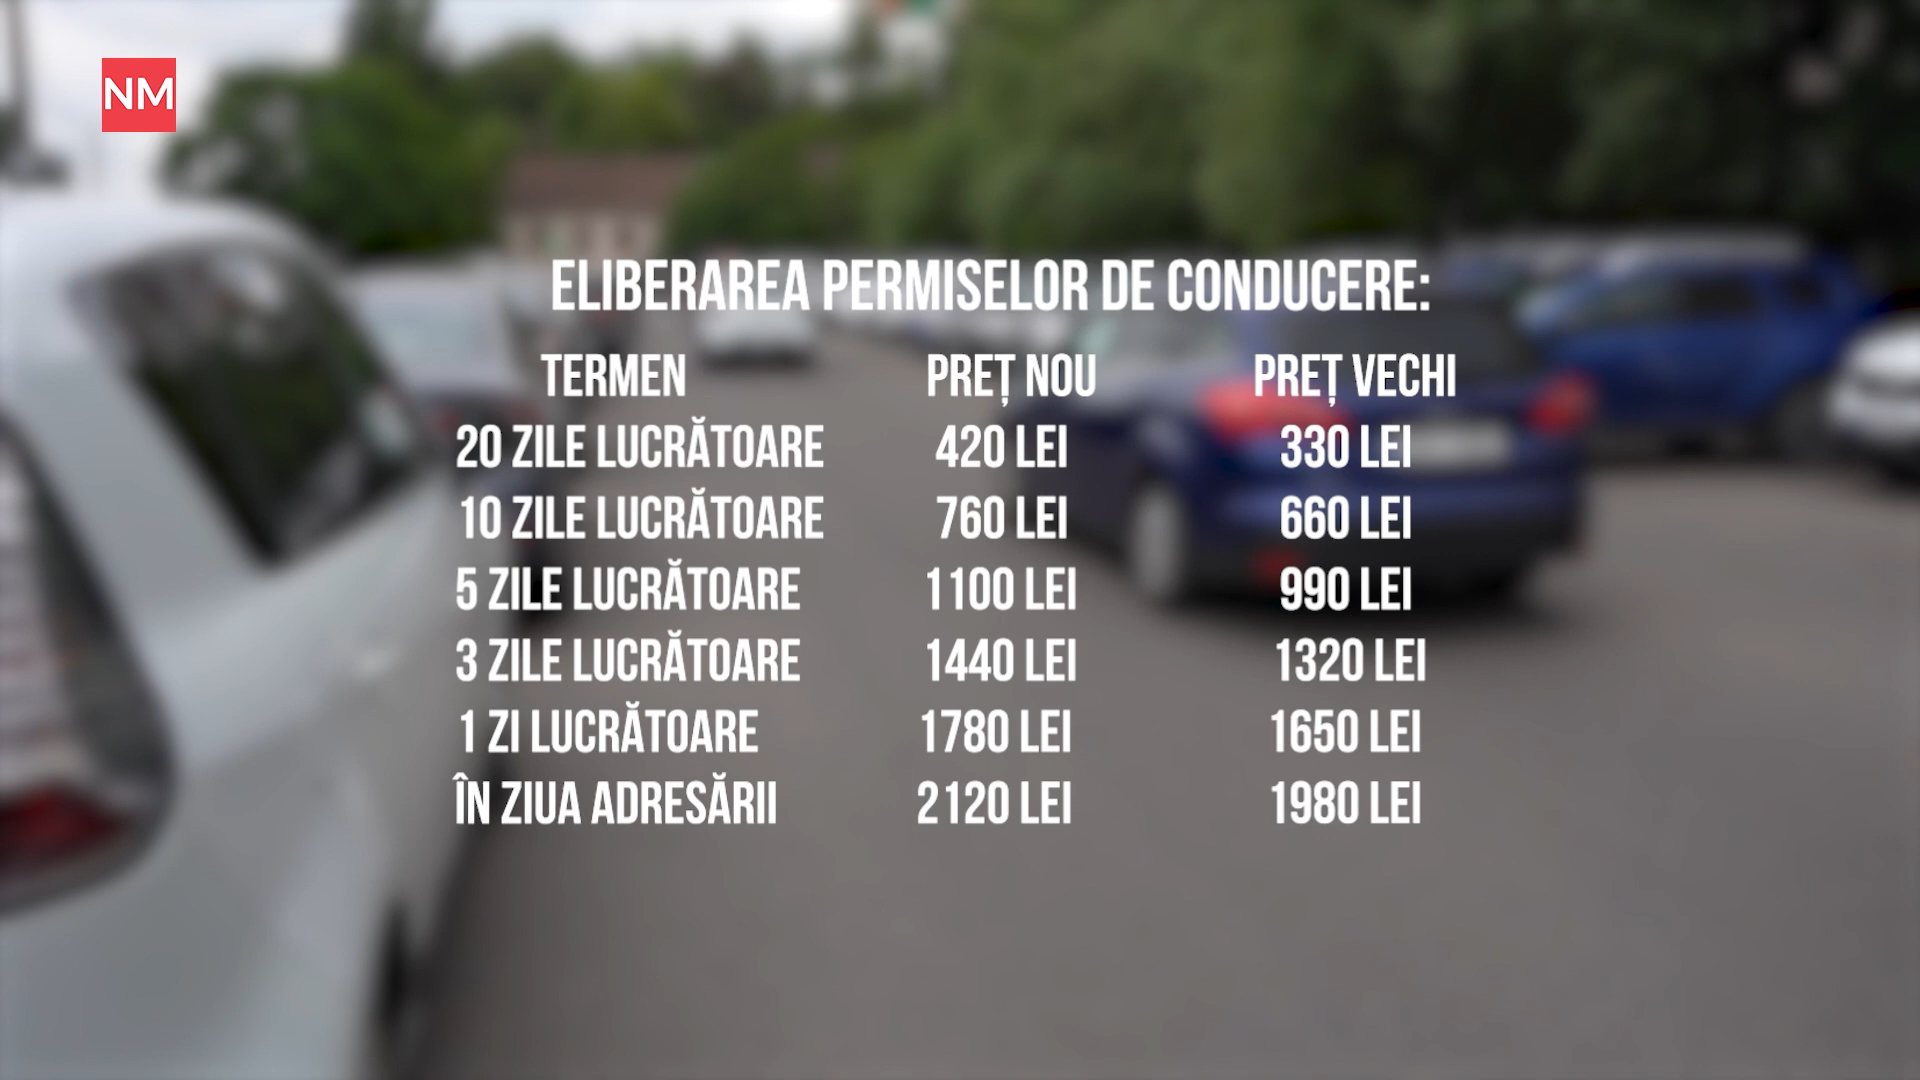 NM
ELIBERAREA PERMISELOR DE CONDUCERE:
TERMEN PREȚ NOU PREȚ VECHI
20 ZILE LUCRĂTOARE 420 LEI 330 LEI
10 ZILE LUCRĂTOARE 760 LEI 660 LEI
5 ZILE LUCRĂTOARE 1100 LEI 990 LEI
3 ZILE LUCRĂTOARE 1440 LEI 1320 LEI
1 ZI LUCRĂTOARE 1780 LEI 1650 LEI
ÎN ZIUA ADRESĂRII 2120 LEI 1980 LEI